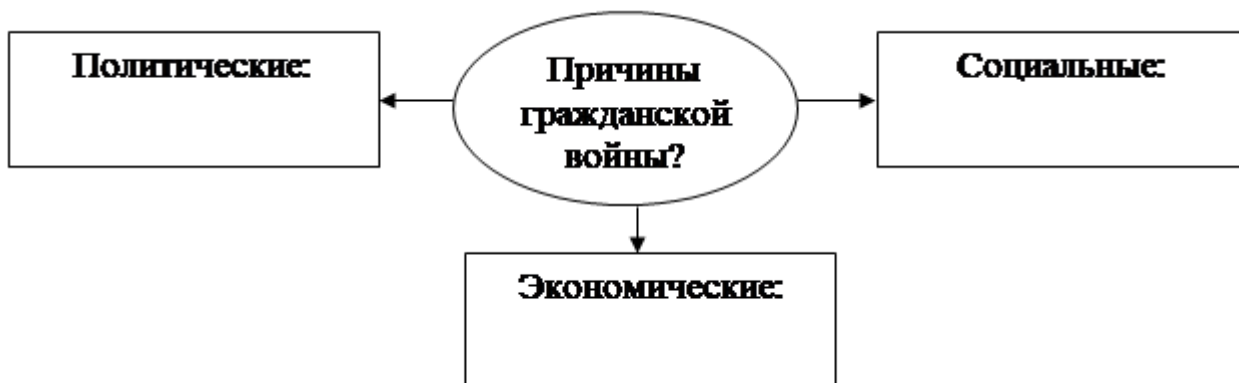 Политические:
Причины
гражданской
войны?
Социальные:
Экономические: